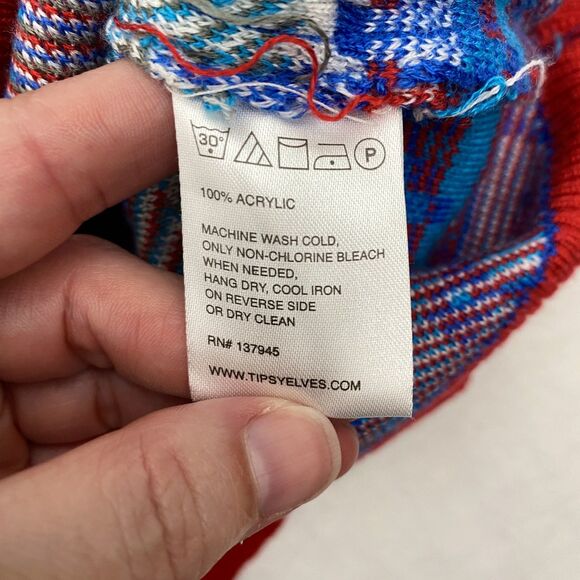 30° P
100% ACRYLIC
MACHINE WASH COLD,
ONLY NON-CHLORINE BLEACH
WHEN NEEDED,
HANG DRY, COOL IRON
ON REVERSE SIDE
OR DRY CLEAN
RN# 137945
WWW.TIPSYELVES.COM